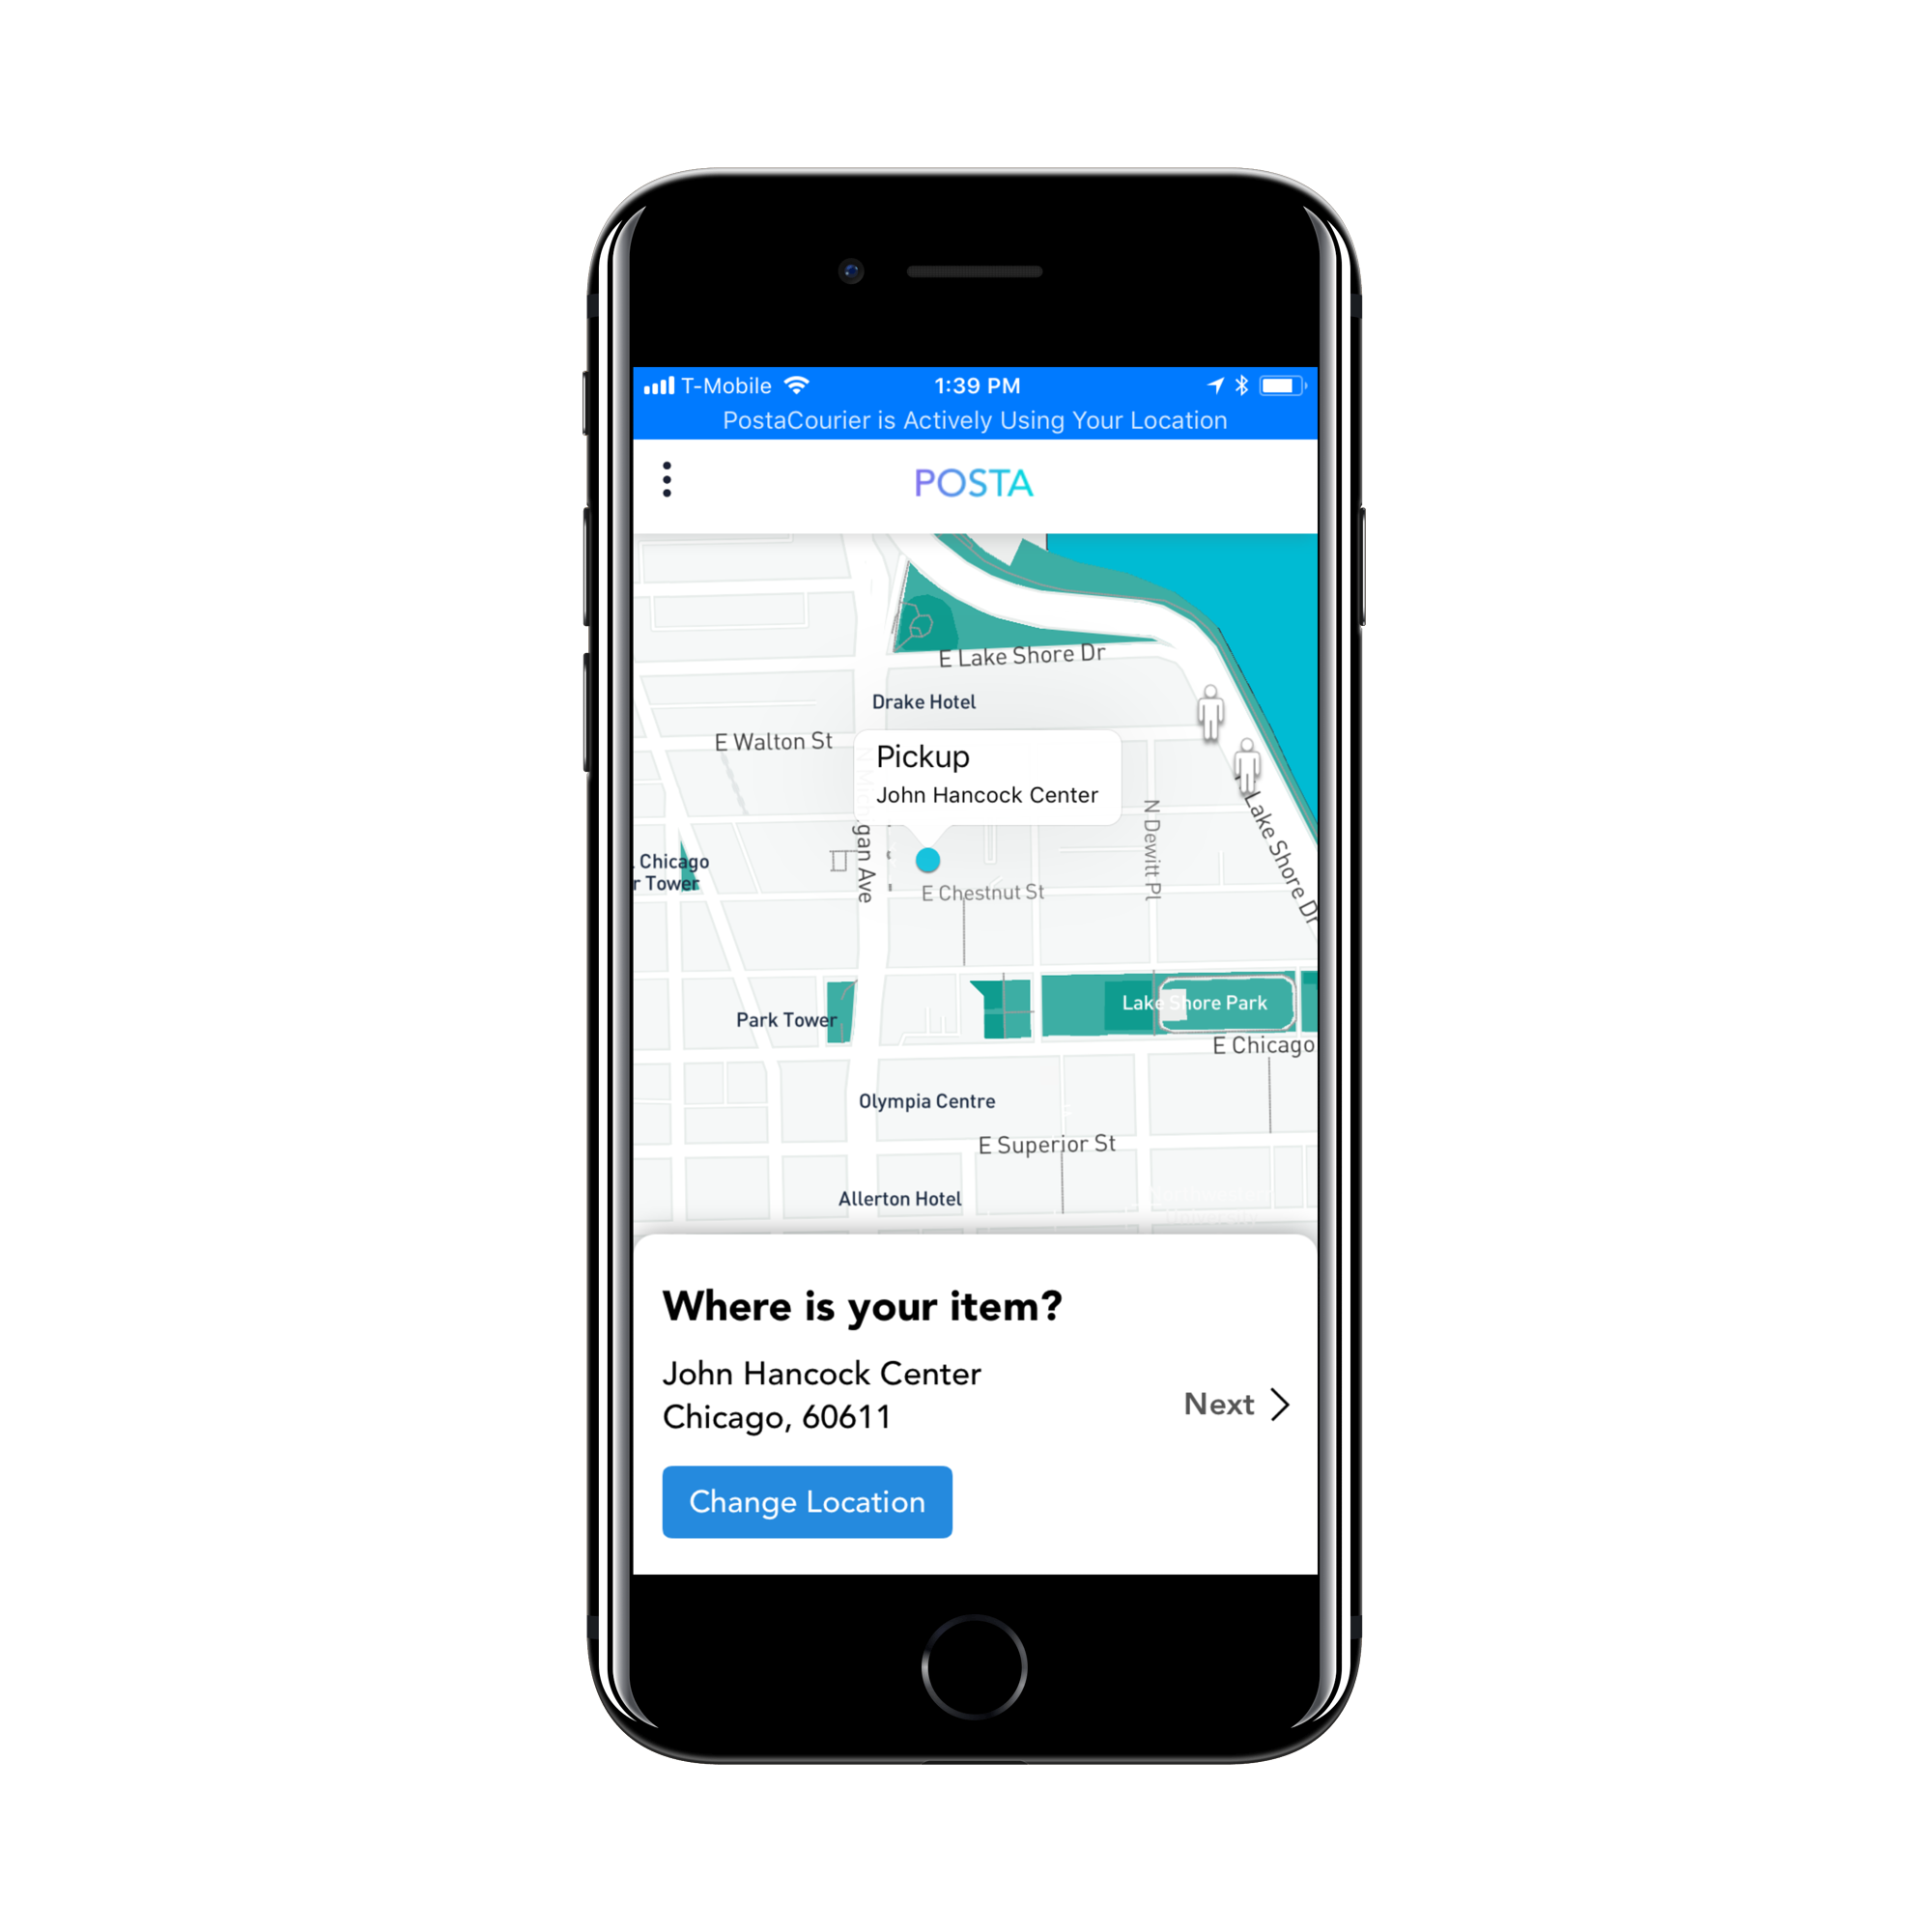 T-Mobile 1:39 PM
PostaCourier is Actively Using Your Location
POSTA
E Lake Shore Dr
Drake Hotel
E Walton St
Pickup
John Hancock Center
gan Ave
N Dewitt Pl
Lake Shore Dr
Chicago
r Tower
E Chestnut St
Lake Shore Park
Park Tower
E Chicago
Olympia Centre
E Superior St
Allerton Hotel
Northwestern
University
Where is your item?
John Hancock Center
Chicago, 60611
Next
Change Location